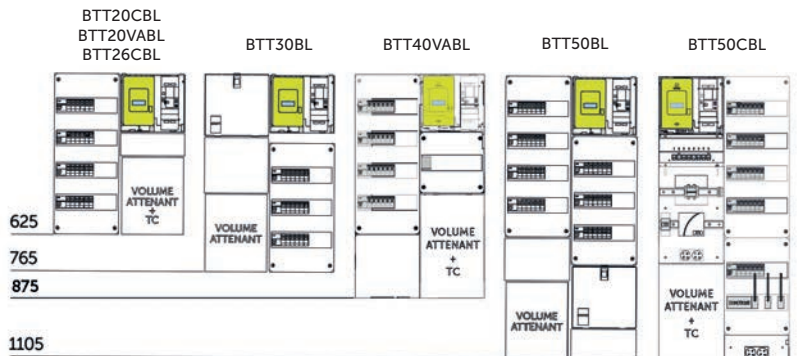 BTT20CBL
BTT20VABL
BTT26CBL
BTT30BL
BTT40VABL
BTT50BL
BTT50CBL
VOLUME
ATTENANT
+
TC
VOLUME
ATTENANT
VOLUME
ATTENANT
+
TC
VOLUME
ATTENANT
VOLUME
ATTENANT
+
TC
625
765
875
1105